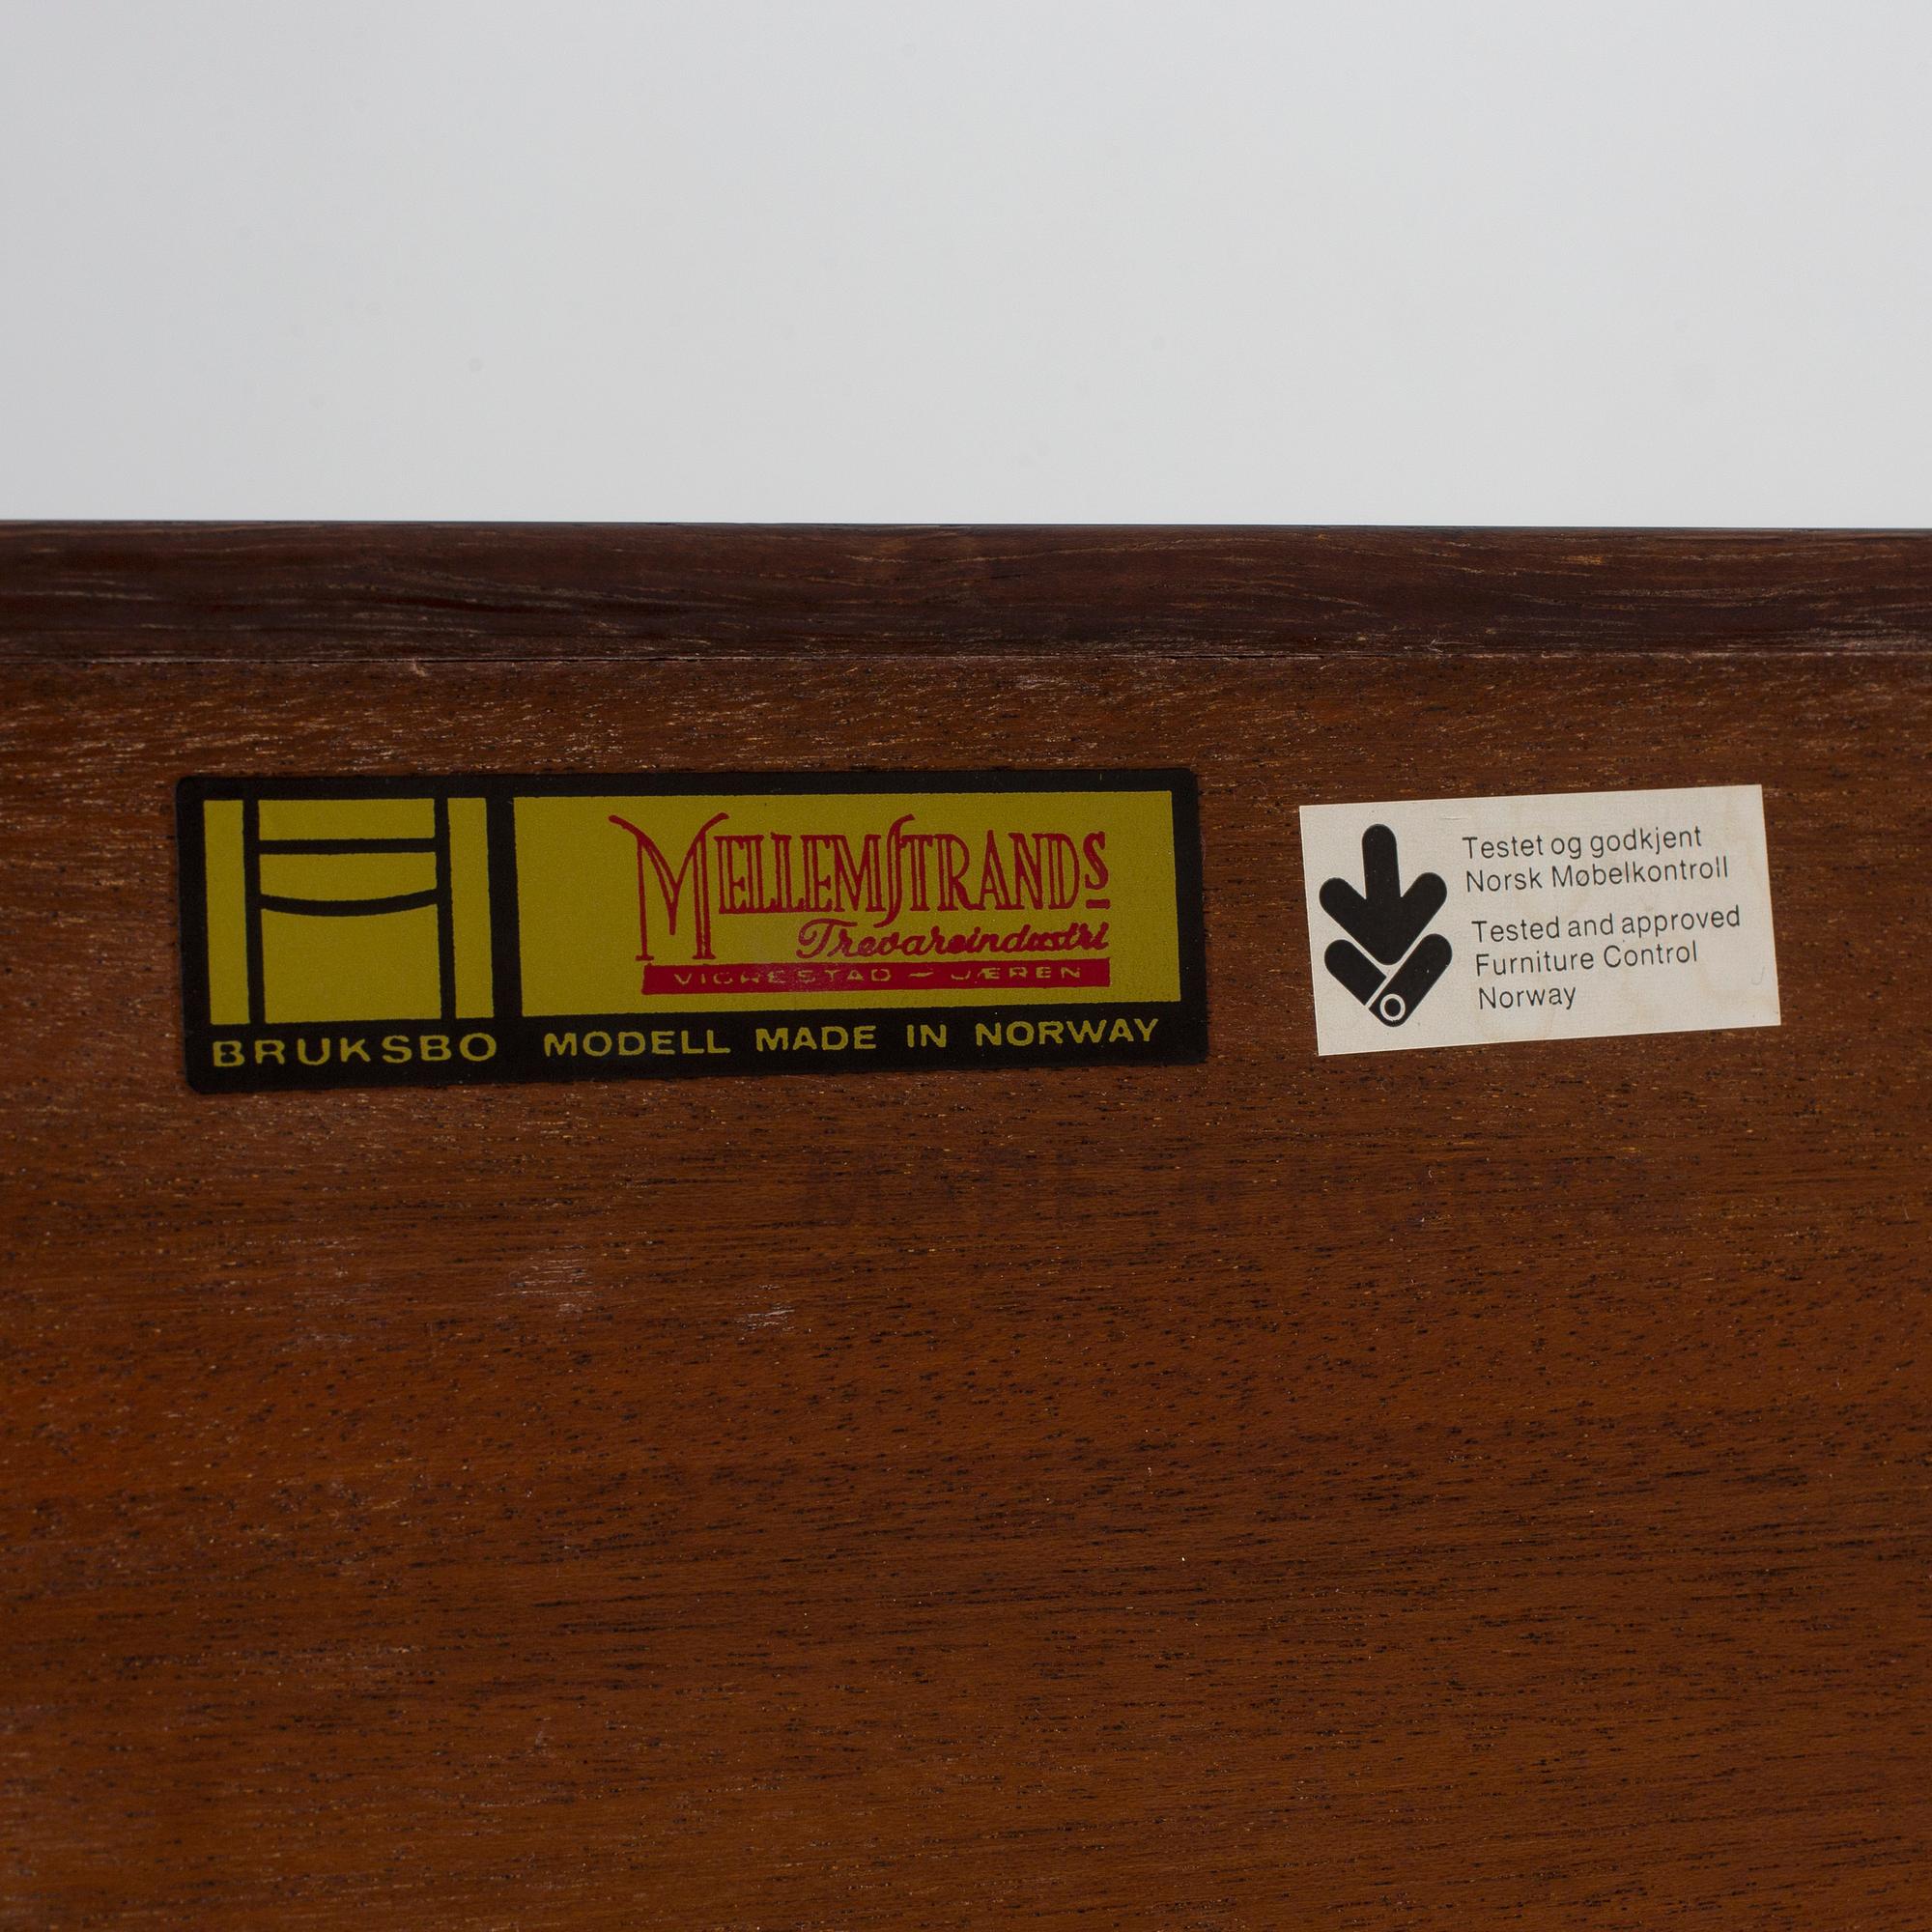 MELLEMSTRANDS
Trevareindustri
VIGRESTAD - JÆREN
BRUKSBO MODELL MADE IN NORWAY
Testet og godkjent
Norsk Møbelkontroll
Tested and approved
Furniture Control
Norway